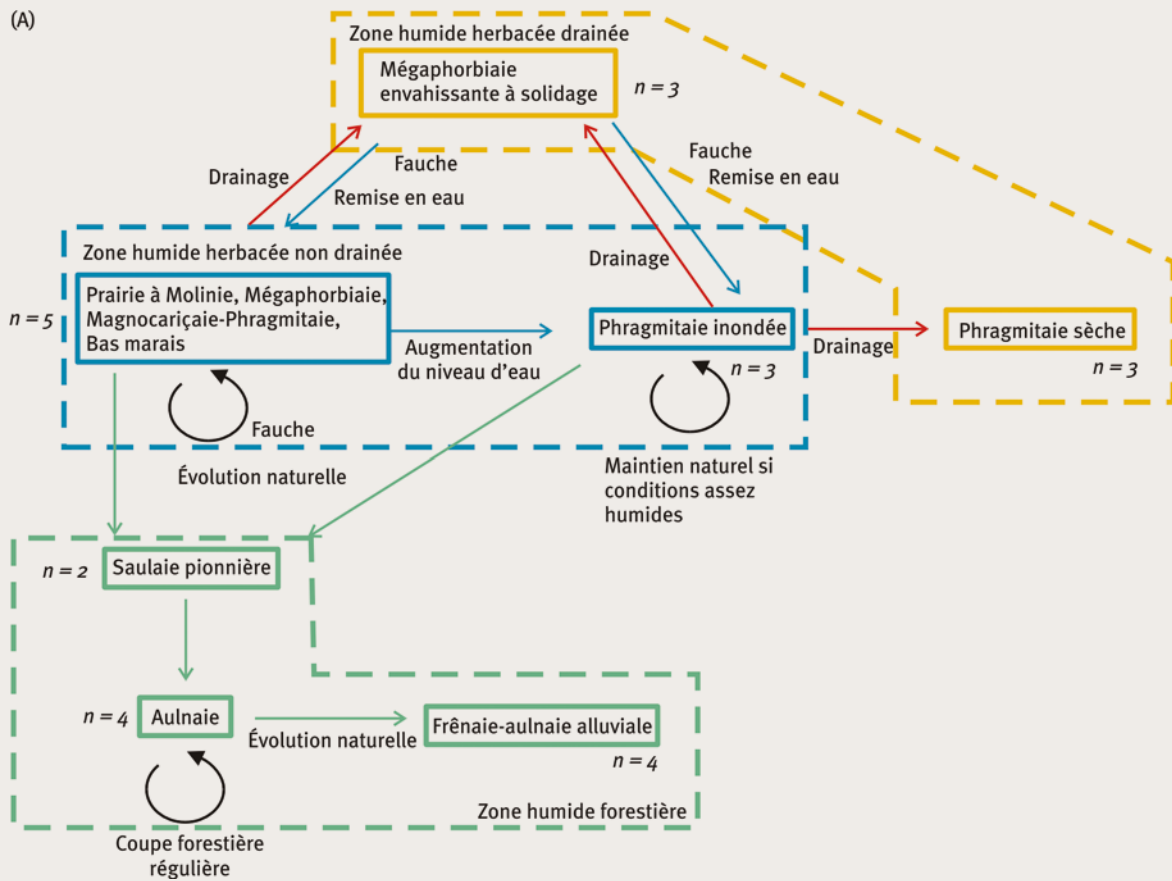 (A)
Zone humide herbacée drainée
Mégaphorbiaie
envahissante à solidage
n = 3
Drainage
Fauche
Remise en eau
Fauche
Remise en eau
Drainage
Zone humide herbacée non drainée
n = 5
Prairie à Molinie, Mégaphorbiaie,
Magnocariçaie-Phragmitaie,
Bas marais
Augmentation
du niveau d’eau
Phragmitaie inondée
n = 3
Drainage
Phragmitaie sèche
n = 3
Fauche
Évolution naturelle
Maintien naturel si
conditions assez
humides
n = 2
Saulaie pionnière
n = 4
Aulnaie
Évolution naturelle
Frênaie-aulnaie alluviale
n = 4
Zone humide forestière
Coupe forestière
régulière